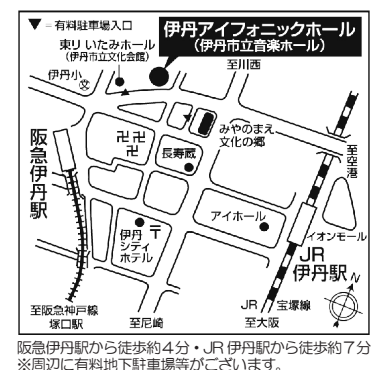 ▼=有料駐車場入口
伊丹アイフォニックホール
(伊丹市立音楽ホール)
東リ いたみホール
(伊丹市立文化会館)
至川西
伊丹小
みやのまえ
文化の郷
長寿蔵
阪急伊丹駅
至空港
アイホール
イオンモール
伊丹
シティ
ホテル
〒
JR
伊丹駅
N
至阪急神戸線
塚口駅
至尼崎
JR 宝塚線
至大阪
阪急伊丹駅から徒歩約4分・JR伊丹駅から徒歩約7分
※周辺に有料地下駐車場等がございます。